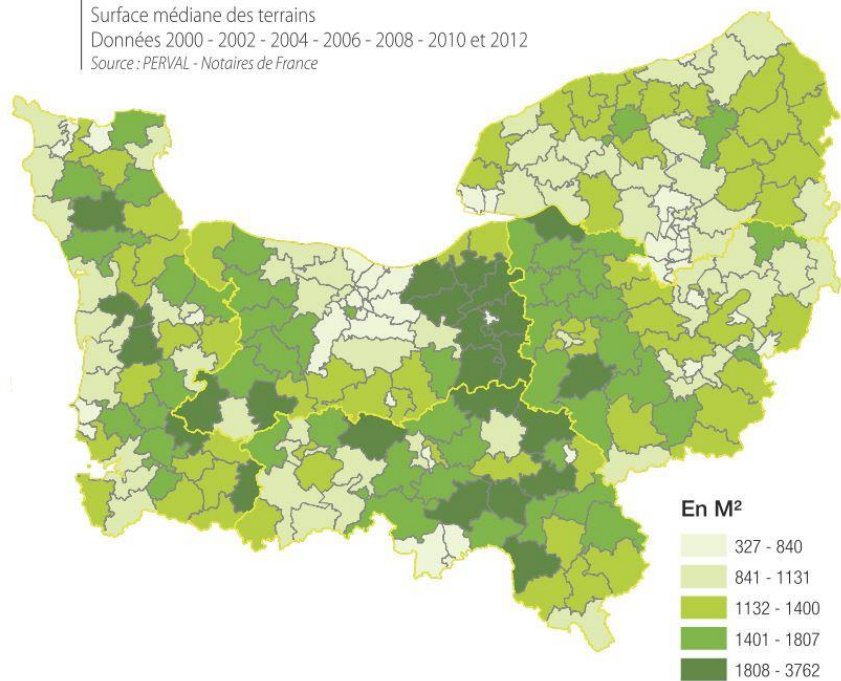 Surface médiane des terrains
Données 2000 - 2002 - 2004 - 2006 - 2008 - 2010 et 2012
Source : PERVAL - Notaires de France
En M²
327 - 840
841 - 1131
1132 - 1400
1401 - 1807
1808 - 3762